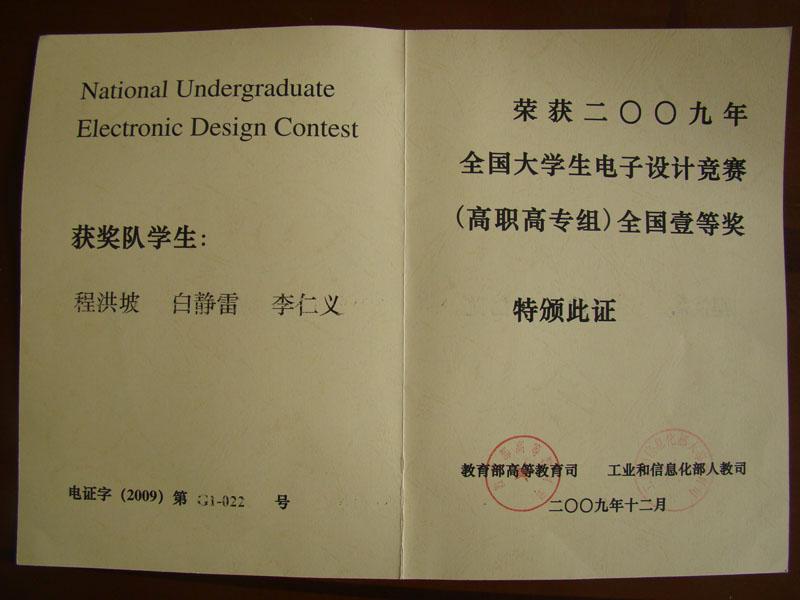 National Undergraduate
Electronic Design Contest
获奖队学生：
程洪坡 白静雷 李仁义
电证字（2009）第 G1-022 号
荣获二〇〇九年
全国大学生电子设计竞赛
（高职高专组）全国壹等奖
特颁此证
教育部高等教育司 工业和信息化部人教司
二〇〇九年十二月